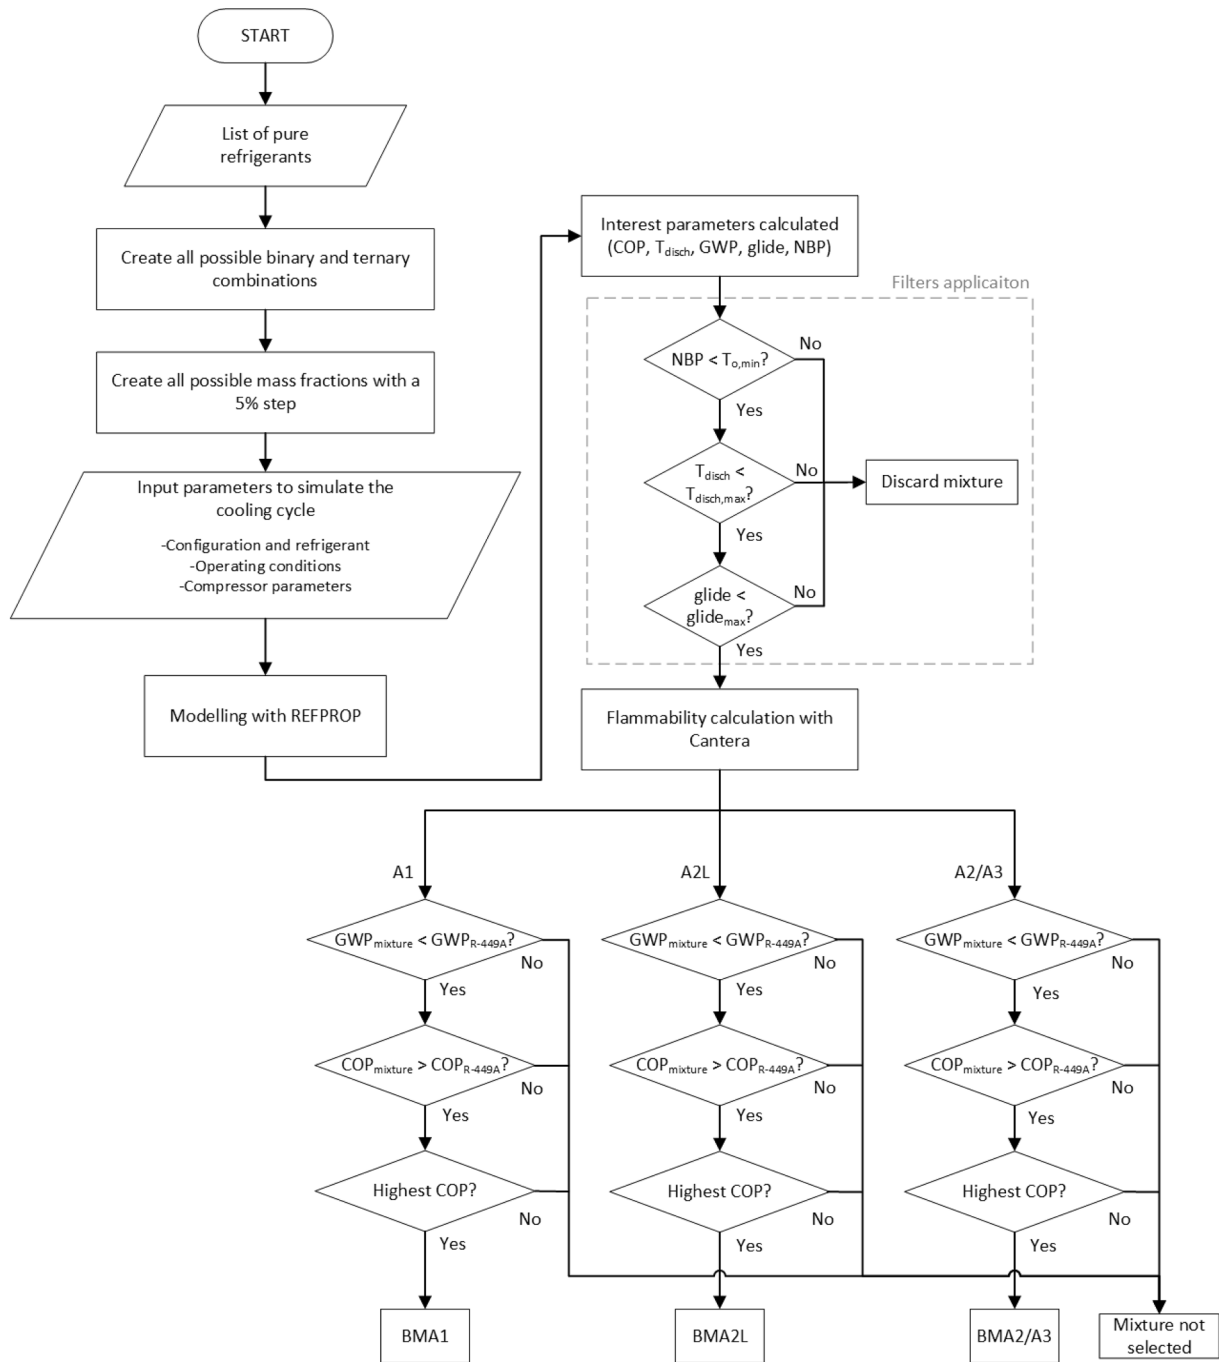 START
List of pure
refrigerants
Create all possible binary and ternary
combinations
Create all possible mass fractions with a
5% step
Input parameters to simulate the
cooling cycle
-Configuration and refrigerant
-Operating conditions
-Compressor parameters
Modelling with REFPROP
Interest parameters calculated
(COP, Tdisch, GWP, glide, NBP)
Filters applicaiton
NBP < To,min?
No
Yes
Tdisch <
Tdisch,max?
No
Discard mixture
Yes
glide <
glidemax?
No
Yes
Flammability calculation with
Cantera
A1
GWPmixture < GWPR-449A?
No
Yes
COPmixture > COPR-449A?
No
Yes
Highest COP?
No
Yes
BMA1
A2L
GWPmixture < GWPR-449A?
No
Yes
COPmixture > COPR-449A?
No
Yes
Highest COP?
No
Yes
BMA2L
A2/A3
GWPmixture < GWPR-449A?
No
Yes
COPmixture > COPR-449A?
No
Yes
Highest COP?
No
Yes
BMA2/A3
Mixture not
selected